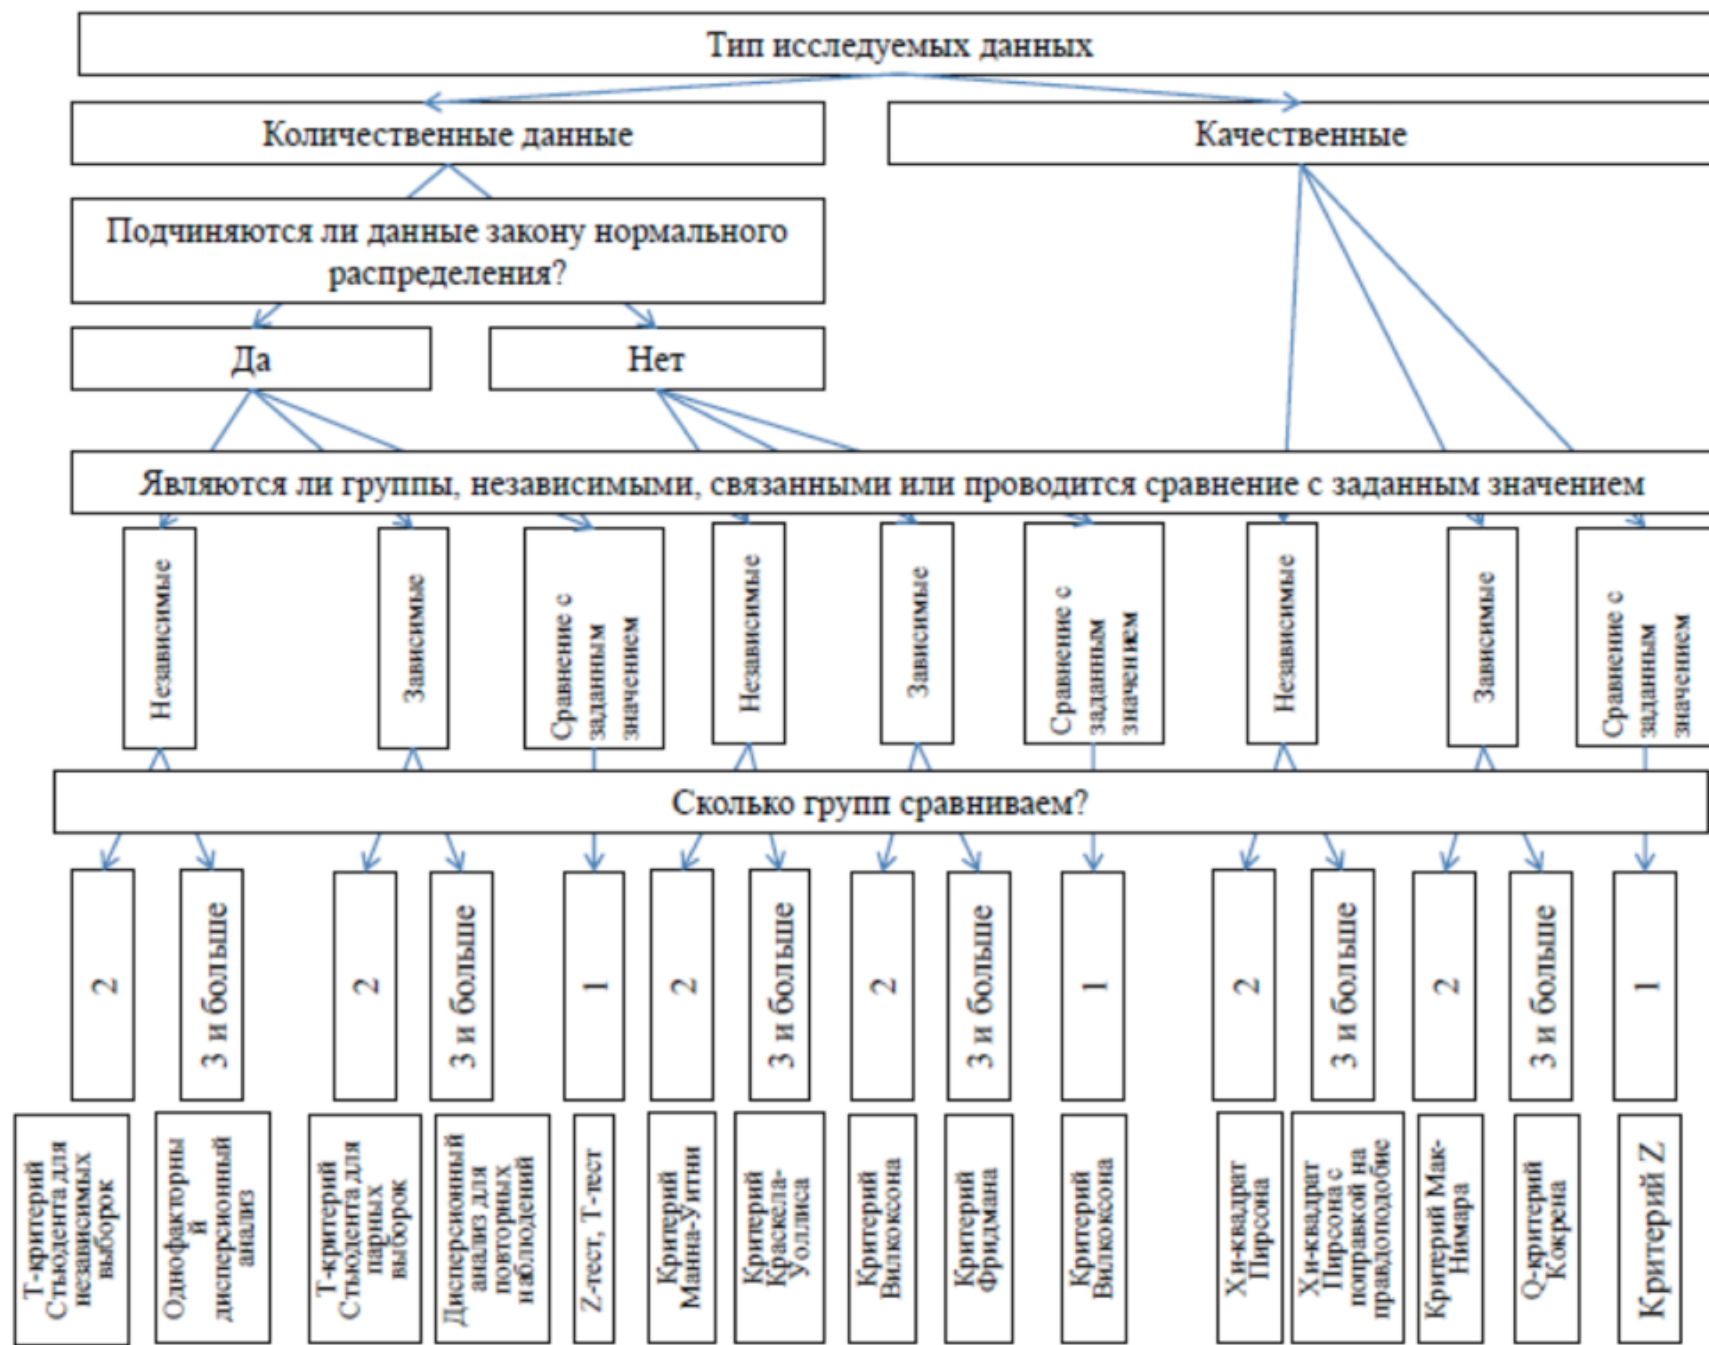 Тип исследуемых данных
Количественные данные
Качественные
Подчиняются ли данные закону нормального
распределения?
Да
Нет
Являются ли группы, независимыми, связанными или проводится сравнение с заданным значением
Независимые
Зависимые
Сравнение с
заданным
значением
Независимые
Зависимые
Сравнение с
заданным
значением
Независимые
Зависимые
Сравнение с
заданным
значением
Сколько групп сравниваем?
2
3 и больше
2
3 и больше
1
2
3 и больше
2
3 и больше
1
2
3 и больше
2
3 и больше
1
Т-критерий
Стьюдента для
независимых
выборок
Однофакторны
й
дисперсионный
анализ
Т-критерий
Стьюдента для
парных
выборок
Дисперсионный
анализ для
повторных
наблюдений
Z-тест, Т-тест
Критерий
Манна-Уитни
Критерий
Краскела-
Уоллиса
Критерий
Вилкоксона
Критерий
Фридмана
Критерий
Вилкоксона
Хи-квадрат
Пирсона
Хи-квадрат
Пирсона с
поправкой на
правдоподобие
Критерий Мак-
Нимара
Q-критерий
Кокрена
Критерий Z